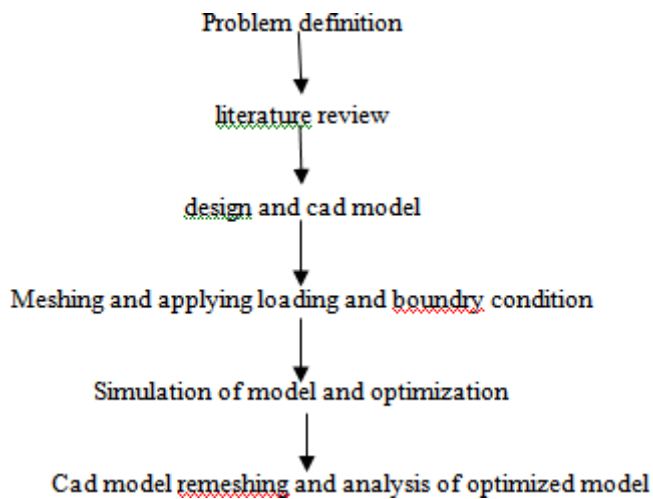 Problem definition
literature review
design and cad model
Meshing and applying loading and boundry condition
Simulation of model and optimization
Cad model remeshing and analysis of optimized model